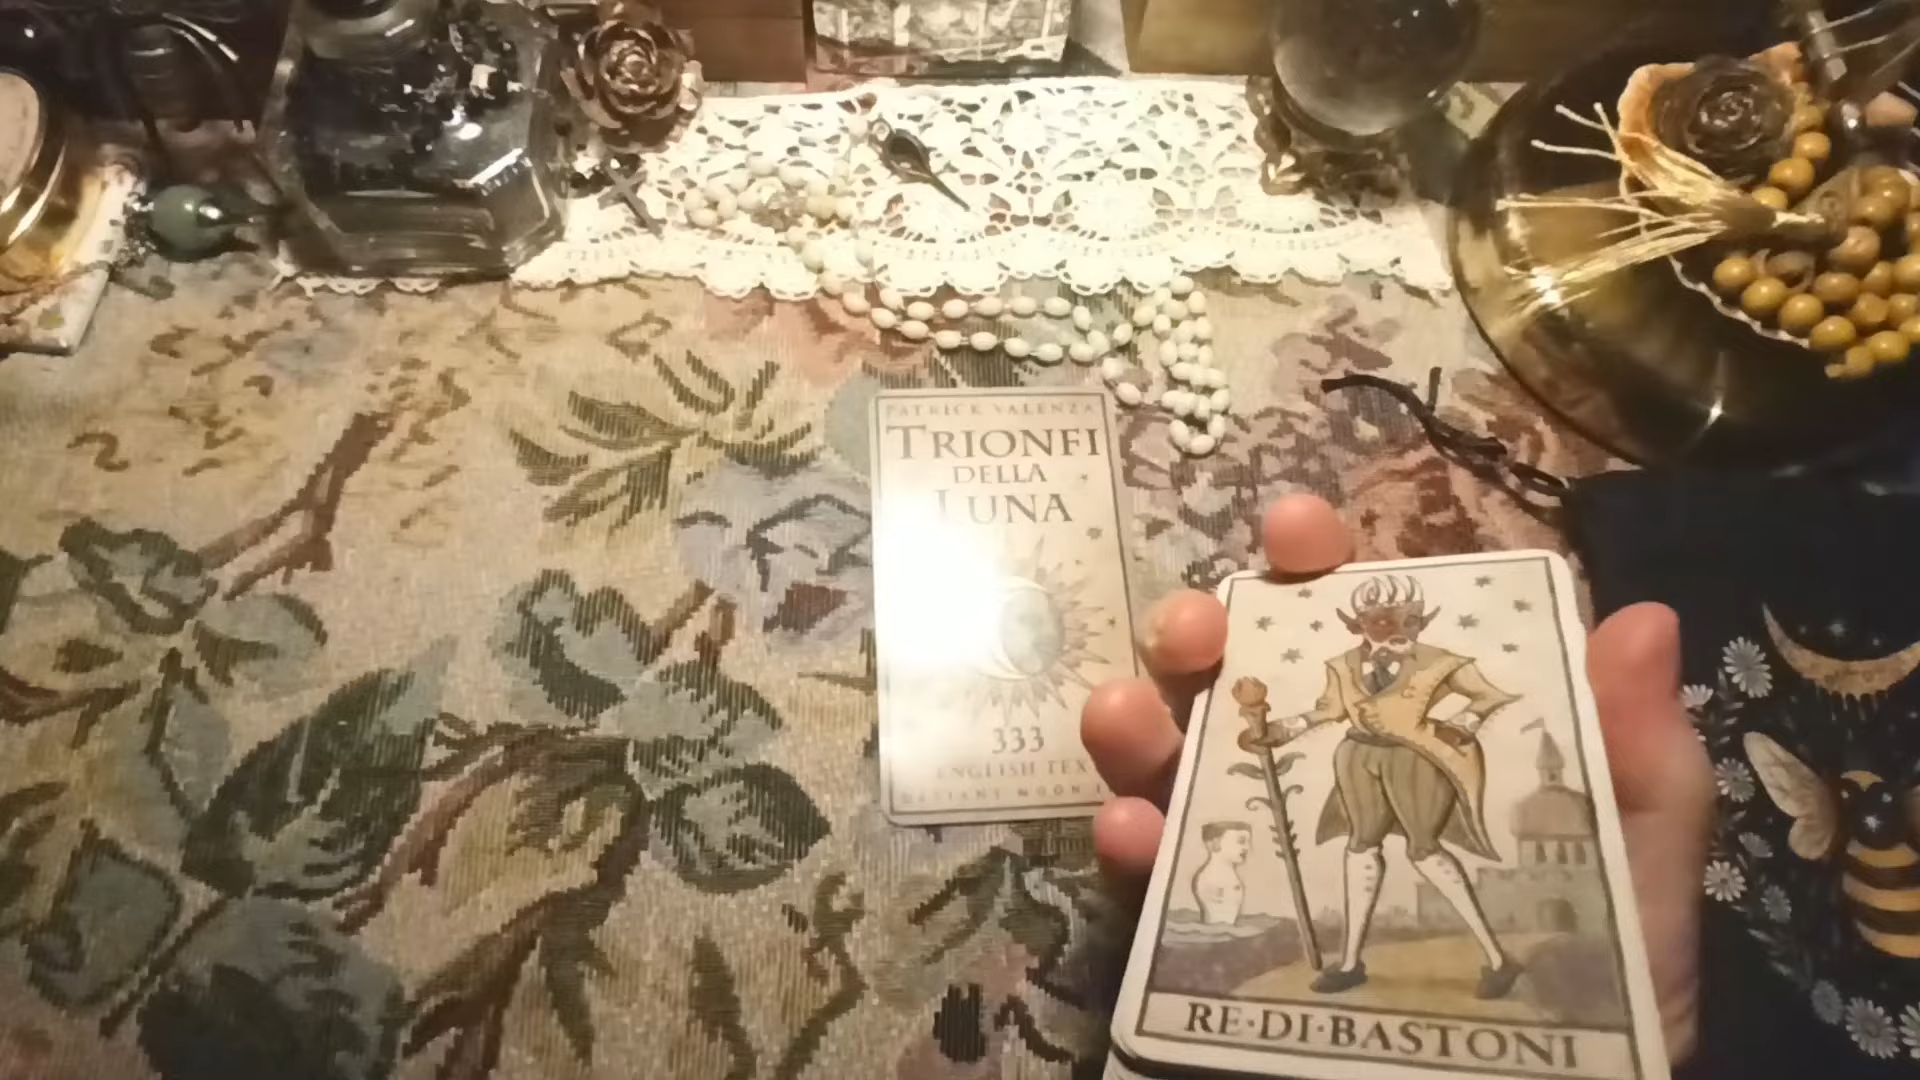 PATRICK VALENZA
TRIONFI
DELLA
LUNA
333
ENGLISH TEX
RE·DI·BASTONI